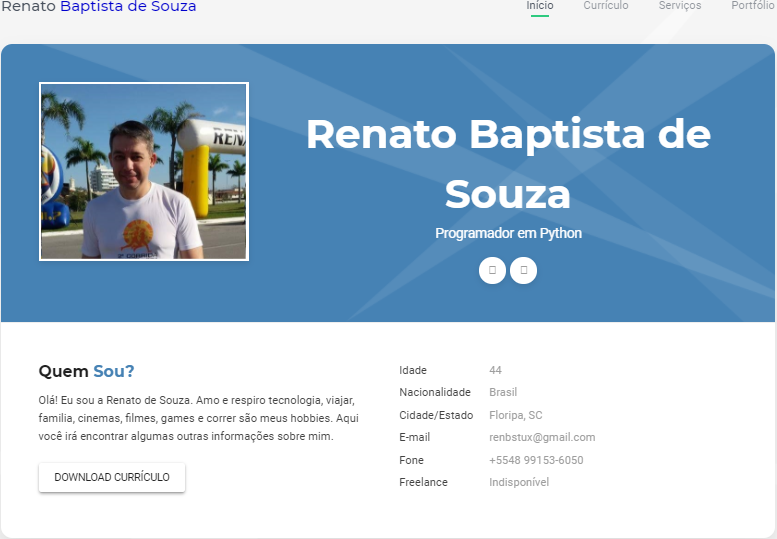 Renato Baptista de Souza
Início Currículo Serviços Portfólio
Renato Baptista de
Souza
Programador em Python
Quem Sou?
Olá! Eu sou a Renato de Souza. Amo e respiro tecnologia, viajar,
família, cinemas, filmes, games e correr são meus hobbies. Aqui
você irá encontrar algumas outras informações sobre mim.
DOWNLOAD CURRÍCULO
Idade 44
Nacionalidade Brasil
Cidade/Estado Floripa, SC
E-mail renbstux@gmail.com
Fone +5548 99153-6050
Freelance Indisponível